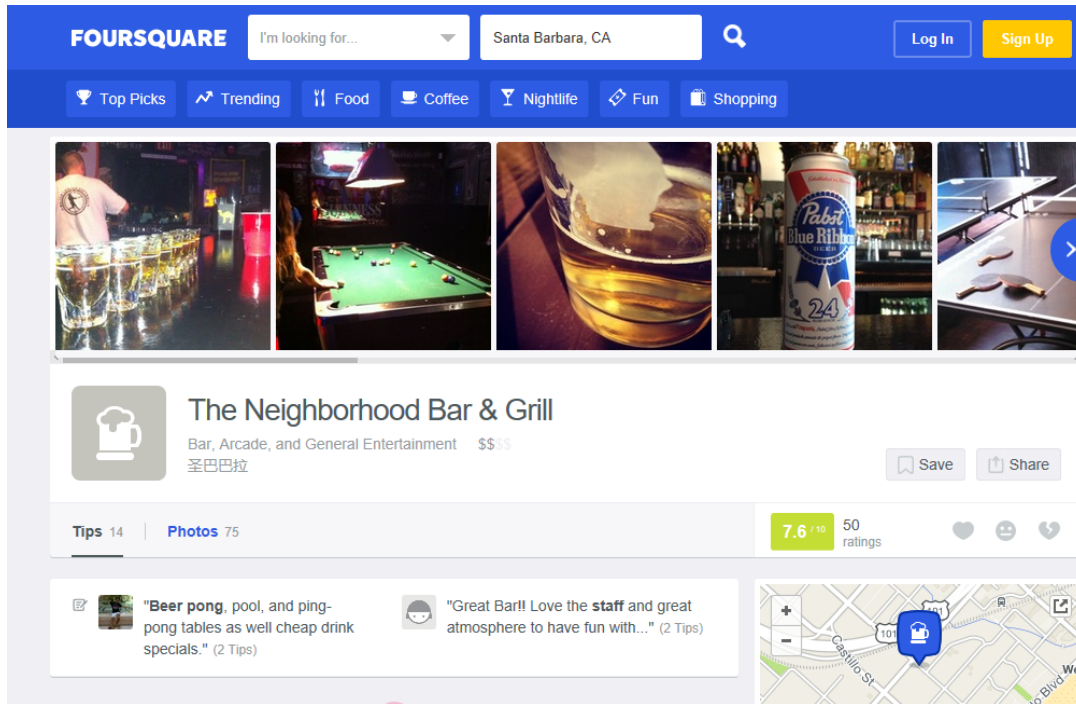 FOURSQUARE
I'm looking for...
Santa Barbara, CA
Log In
Sign Up
Top Picks
Trending
Food
Coffee
Nightlife
Fun
Shopping
GUINNESS
Pabst
Blue Ribbon
BEER
24
The Neighborhood Bar & Grill
Bar, Arcade, and General Entertainment $$$$
圣巴巴拉
Save
Share
Tips 14
Photos 75
7.6 / 10
50
ratings
"Beer pong, pool, and ping-
pong tables as well cheap drink
specials." (2 Tips)
"Great Bar!! Love the staff and great
atmosphere to have fun with..." (2 Tips)
+
-
101
101
Castillo St
Blvd